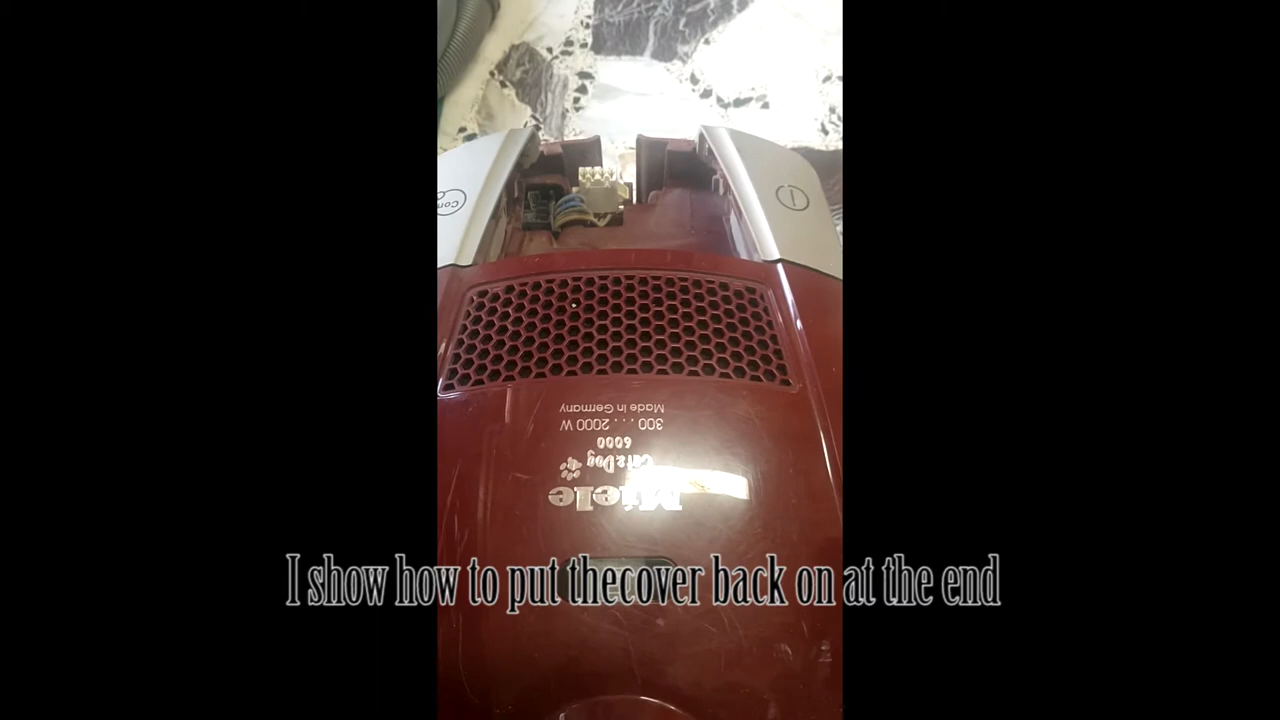 Con
Miele
Cat & Dog
6000
300 . . . . 2000 W
Made in Germany
I show how to put thecover back on at the end